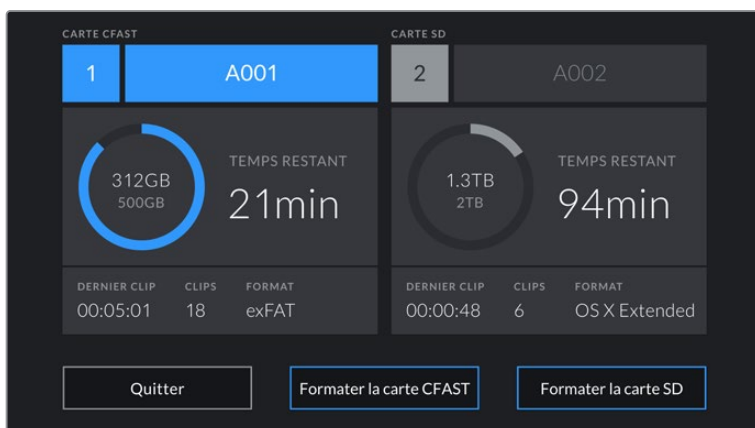 CARTE CFAST
1
A001
312GB
500GB
TEMPS RESTANT
21min
DERNIER CLIP
CLIPS
FORMAT
00:05:01
18
exFAT
CARTE SD
2
A002
1.3TB
2TB
TEMPS RESTANT
94min
DERNIER CLIP
CLIPS
FORMAT
00:00:48
6
OS X Extended
Quitter
Formater la carte CFAST
Formater la carte SD